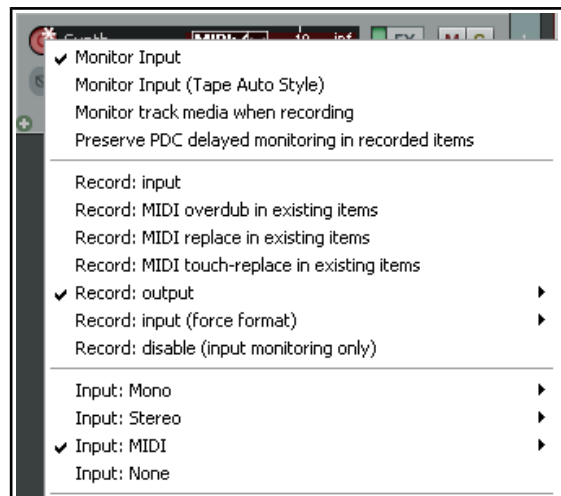 Monitor Input
Monitor Input (Tape Auto Style)
Monitor track media when recording
Preserve PDC delayed monitoring in recorded items
Record: input
Record: MIDI overdub in existing items
Record: MIDI replace in existing items
Record: MIDI touch-replace in existing items
Record: output
Record: input (force format)
Record: disable (input monitoring only)
Input: Mono
Input: Stereo
Input: MIDI
Input: None